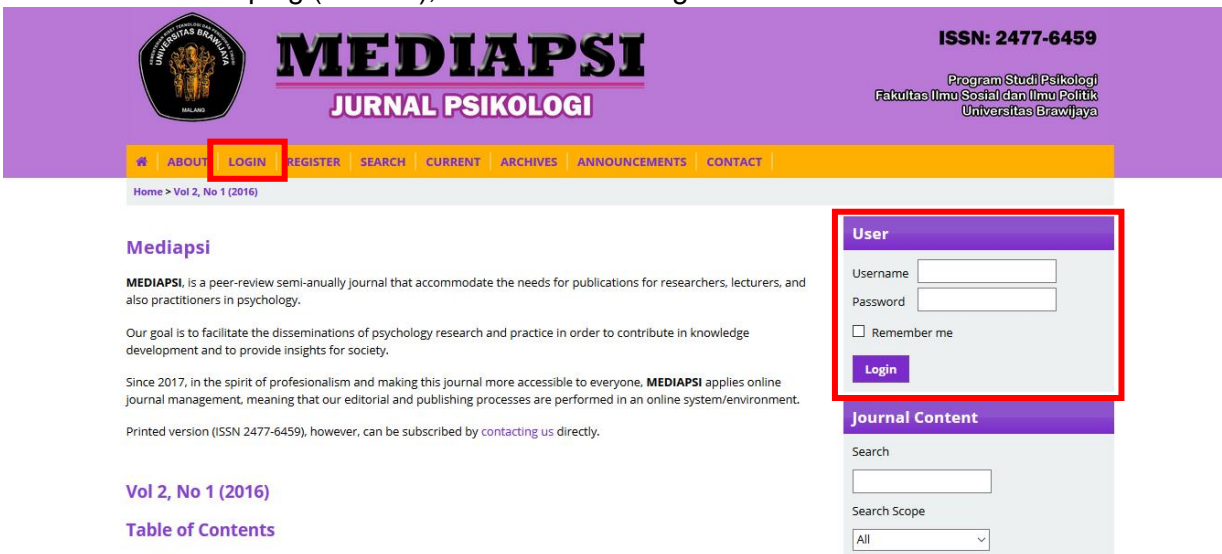 UNIVERSITAS BRAWIJAYA
MALANG
MEDIAPSI
JURNAL PSIKOLOGI
ISSN: 2477-6459
Program Studi Psikologi
Fakultas Ilmu Sosial dan Ilmu Politik
Universitas Brawijaya
ABOUT LOGIN REGISTER SEARCH CURRENT ARCHIVES ANNOUNCEMENTS CONTACT
Home > Vol 2, No 1 (2016)
Mediapsi
MEDIAPSI, is a peer-review semi-anually journal that accommodate the needs for publications for researchers, lecturers, and
also practitioners in psychology.
Our goal is to facilitate the disseminations of psychology research and practice in order to contribute in knowledge
development and to provide insights for society.
Since 2017, in the spirit of profesionalism and making this journal more accessible to everyone, MEDIAPSI applies online
journal management, meaning that our editorial and publishing processes are performed in an online system/environment.
Printed version (ISSN 2477-6459), however, can be subscribed by contacting us directly.
Vol 2, No 1 (2016)
Table of Contents
User
Username
Password
Remember me
Login
Journal Content
Search
Search Scope
All